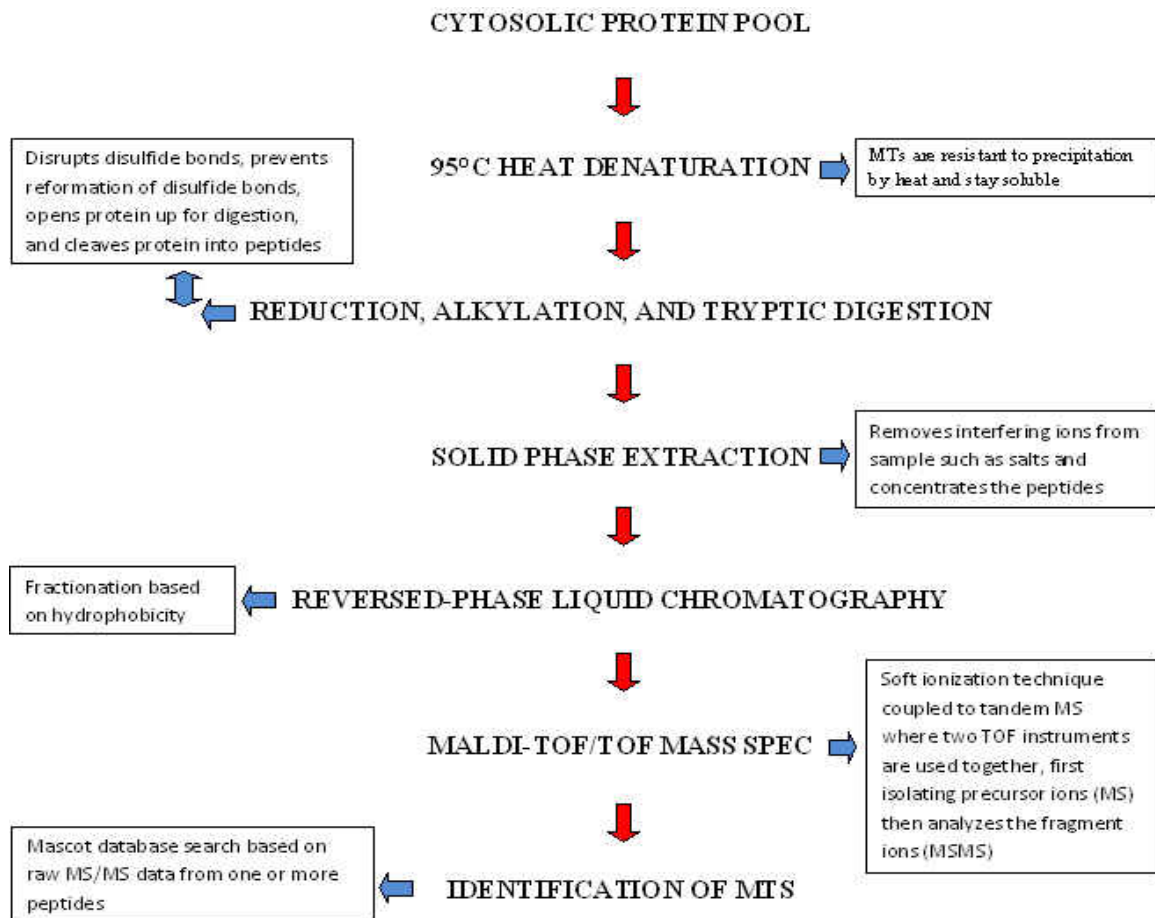 CYTOSOLIC PROTEIN POOL
95°C HEAT DENATURATION
MTs are resistant to precipitation
by heat and stay soluble
Disrupts disulfide bonds, prevents
reformation of disulfide bonds,
opens protein up for digestion,
and cleaves protein into peptides
REDUCTION, ALKYLATION, AND TRYPTIC DIGESTION
SOLID PHASE EXTRACTION
Removes interfering ions from
sample such as salts and
concentrates the peptides
Fractionation based
on hydrophobicity
REVERSED-PHASE LIQUID CHROMATOGRAPHY
MALDI-TOF/TOF MASS SPEC
Soft ionization technique
coupled to tandem MS
where two TOF instruments
are used together, first
isolating precursor ions (MS)
then analyzes the fragment
ions (MSMS)
Mascot database search based on
raw MS/MS data from one or more
peptides
IDENTIFICATION OF MTS